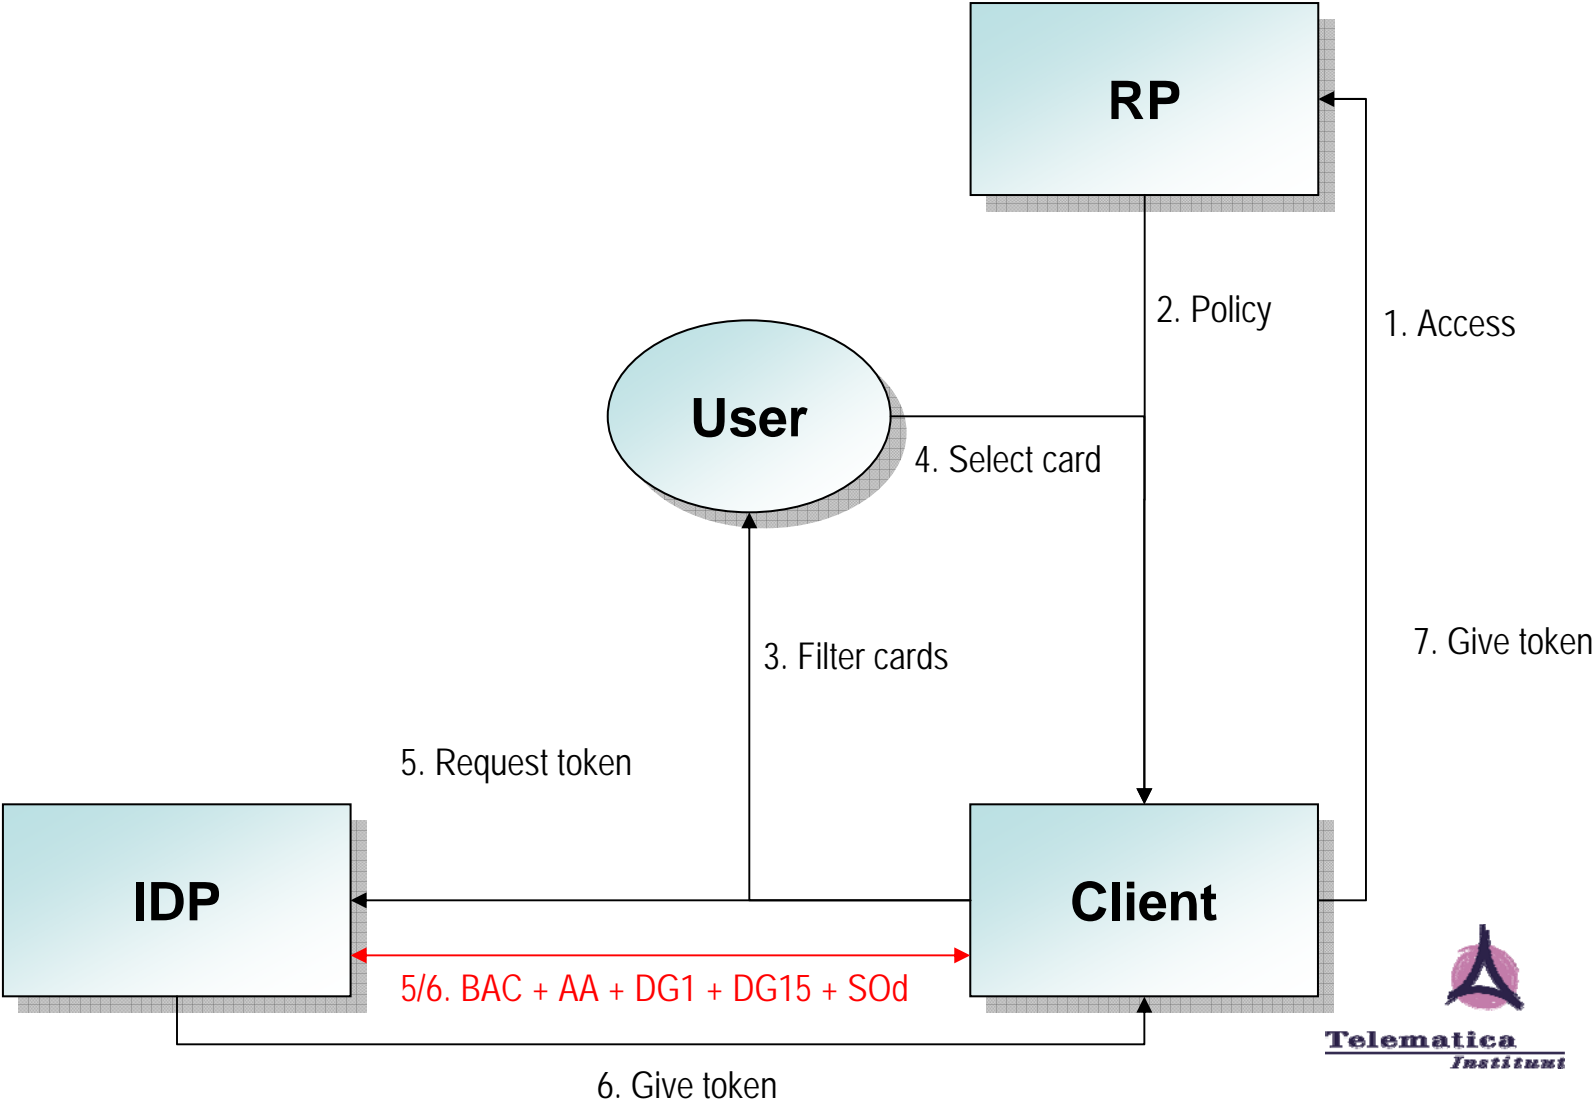 RP
2. Policy
1. Access
User
4. Select card
3. Filter cards
7. Give token
5. Request token
IDP
Client
5/6. BAC + AA + DG1 + DG15 + SOd
6. Give token
Telematica
Instituut